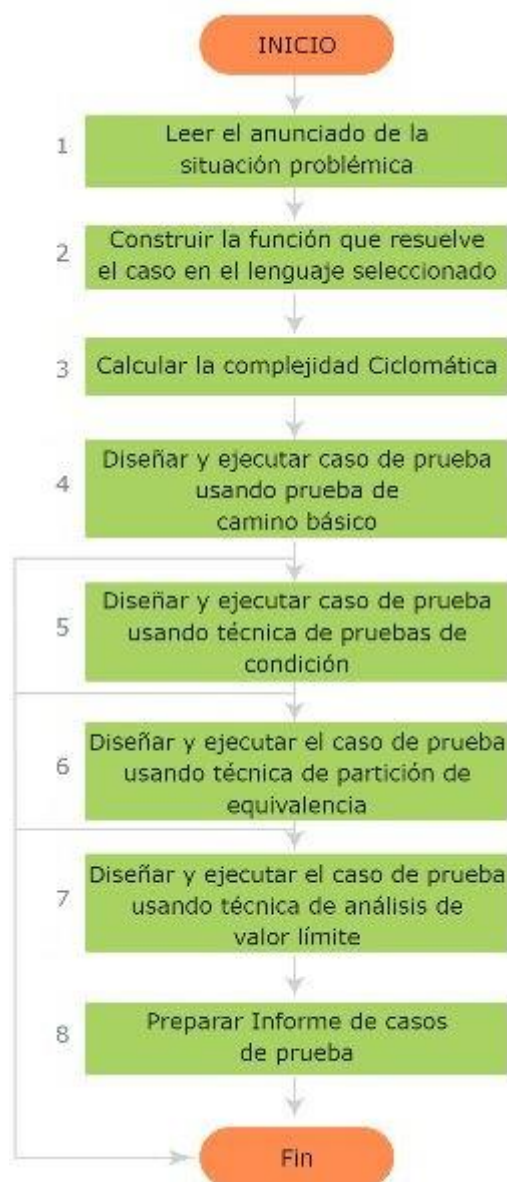 INICIO
1
Leer el anunciado de la
situación problémica
2
Construir la función que resuelve
el caso en el lenguaje seleccionado
3
Calcular la complejidad Ciclomática
4
Diseñar y ejecutar caso de prueba
usando prueba de
camino básico
5
Diseñar y ejecutar caso de prueba
usando técnica de pruebas de
condición
6
Diseñar y ejecutar el caso de prueba
usando técnica de partición de
equivalencia
7
Diseñar y ejecutar el caso de prueba
usando técnica de análisis de
valor límite
8
Preparar Informe de casos
de prueba
Fin